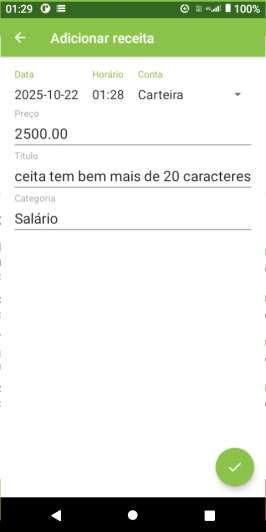 01:29 100%
Adicionar receita
Data Horário Conta
2025-10-22 01:28 Carteira
Preço
2500.00
Título
ceita tem bem mais de 20 caracteres
Categoria
Salário